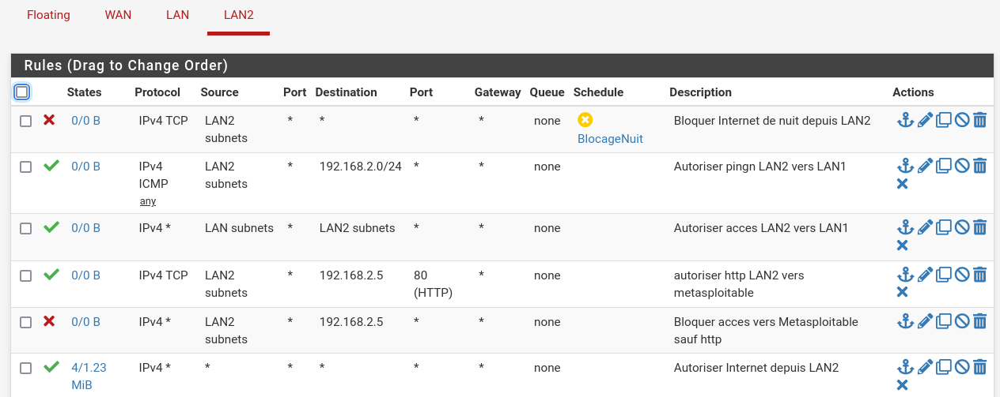 Floating WAN LAN LAN2
Rules (Drag to Change Order)
States Protocol Source Port Destination Port Gateway Queue Schedule Description Actions
0/0 B IPv4 TCP LAN2 * * * * none Bloquer Internet de nuit depuis LAN2
subnets BlocageNuit
0/0 B IPv4 LAN2 * 192.168.2.0/24 * * none Autoriser pingn LAN2 vers LAN1
ICMP subnets
any
0/0 B IPv4 * LAN subnets * LAN2 subnets * * none Autoriser acces LAN2 vers LAN1
0/0 B IPv4 TCP LAN2 * 192.168.2.5 80 * none autoriser http LAN2 vers
subnets (HTTP) metasploitable
0/0 B IPv4 * LAN2 * 192.168.2.5 * * none Bloquer acces vers Metasploitable
subnets sauf http
4/1.23 IPv4 * * * * * * none Autoriser Internet depuis LAN2
MiB